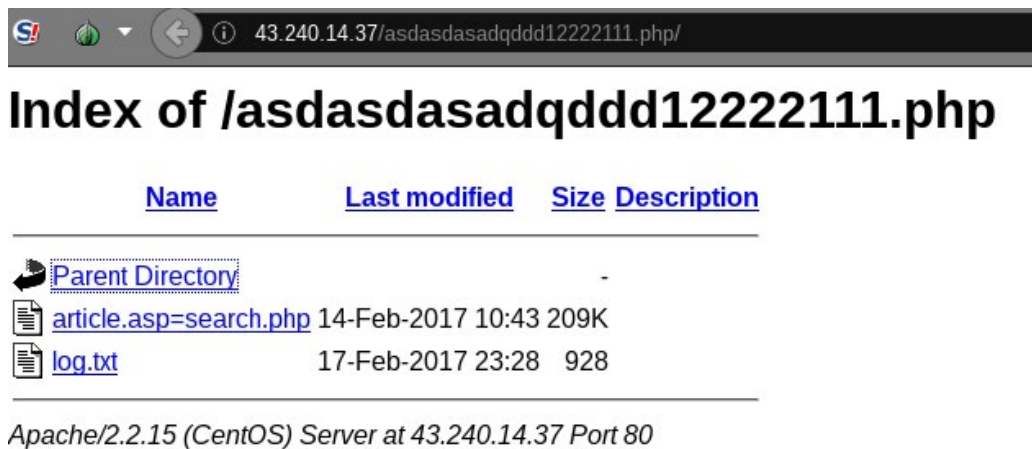 S!
43.240.14.37/asdasdasadqddd12222111.php/
Index of /asdasdasadqddd12222111.php
Name Last modified Size Description
Parent Directory -
article.asp=search.php 14-Feb-2017 10:43 209K
log.txt 17-Feb-2017 23:28 928
Apache/2.2.15 (CentOS) Server at 43.240.14.37 Port 80